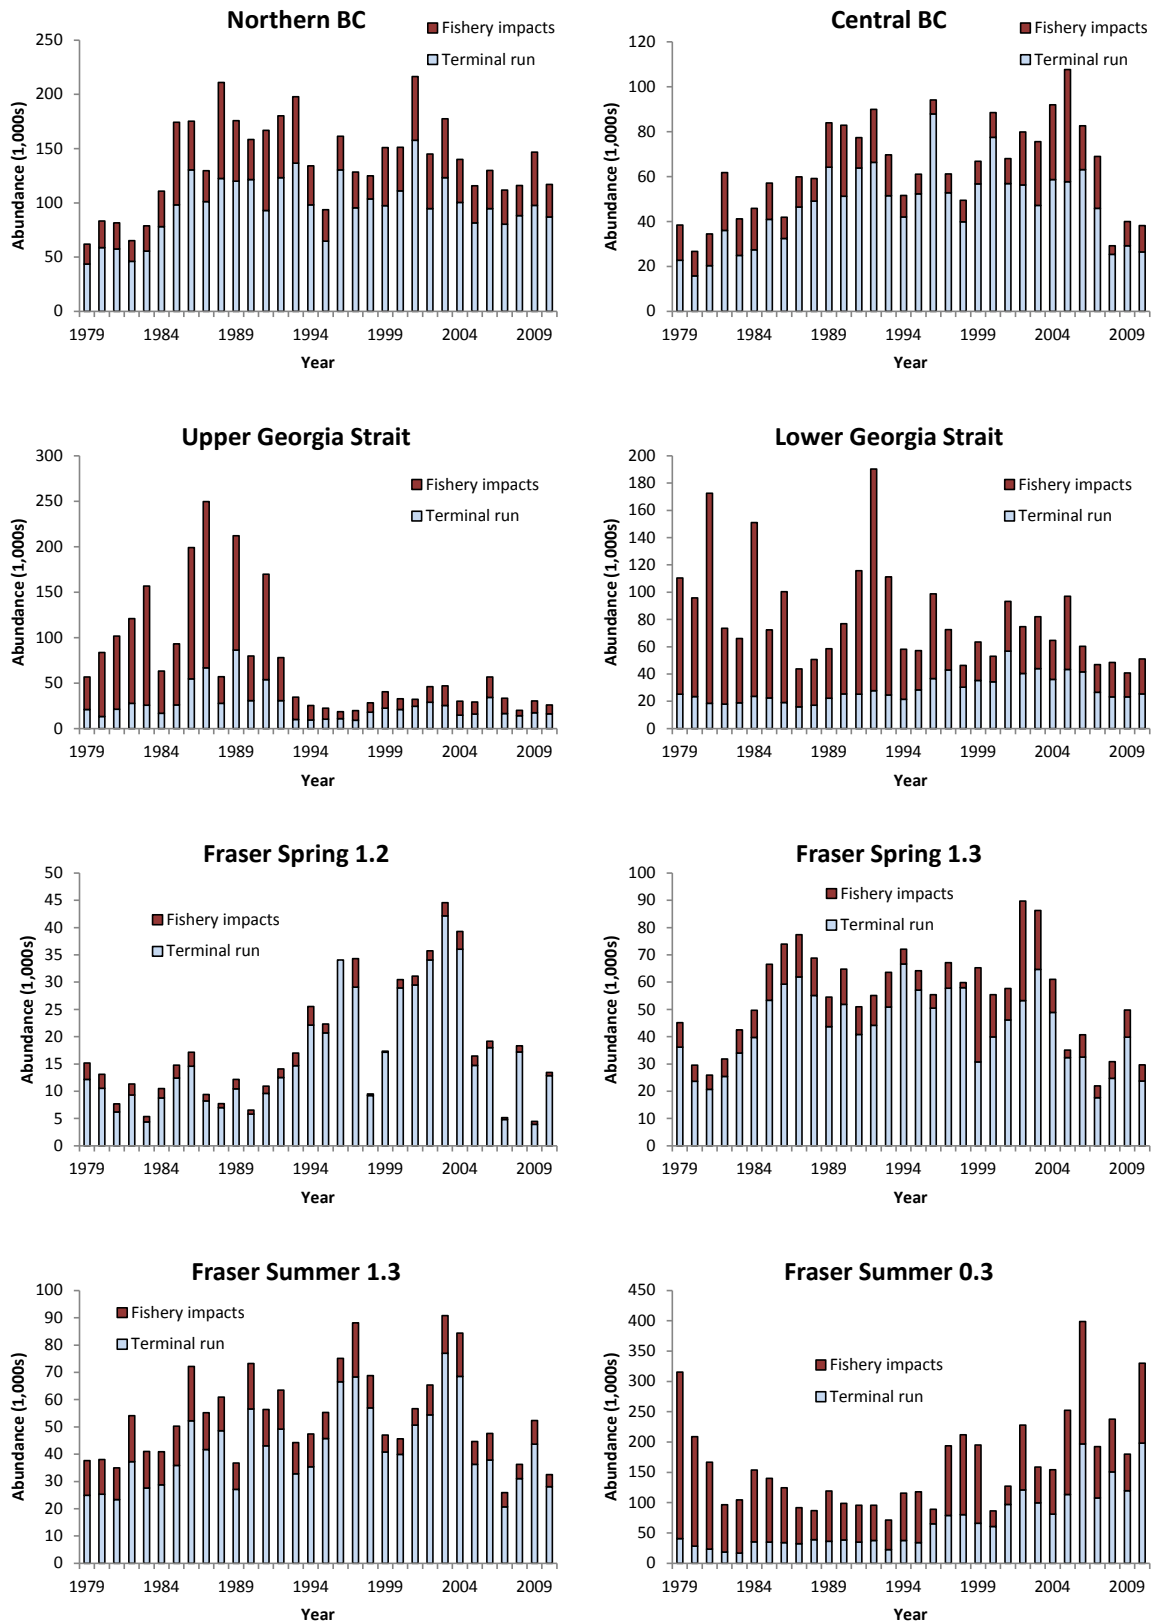 Northern BC
Fishery impacts
Terminal run
Abundance (1,000s)
250
200
150
100
50
0
1979 1984 1989 1994 1999 2004 2009
Year
Central BC
Fishery impacts
Terminal run
Abundance (1,000s)
120
100
80
60
40
20
0
1979 1984 1989 1994 1999 2004 2009
Year
Upper Georgia Strait
Fishery impacts
Terminal run
Abundance (1,000s)
300
250
200
150
100
50
0
1979 1984 1989 1994 1999 2004 2009
Year
Lower Georgia Strait
Fishery impacts
Terminal run
Abundance (1,000s)
200
180
160
140
120
100
80
60
40
20
0
1979 1984 1989 1994 1999 2004 2009
Year
Fraser Spring 1.2
Fishery impacts
Terminal run
Abundance (1,000s)
50
45
40
35
30
25
20
15
10
5
0
1979 1984 1989 1994 1999 2004 2009
Year
Fraser Spring 1.3
Fishery impacts
Terminal run
Abundance (1,000s)
100
90
80
70
60
50
40
30
20
10
0
1979 1984 1989 1994 1999 2004 2009
Year
Fraser Summer 1.3
Fishery impacts
Terminal run
Abundance (1,000s)
100
90
80
70
60
50
40
30
20
10
0
1979 1984 1989 1994 1999 2004 2009
Year
Fraser Summer 0.3
Fishery impacts
Terminal run
Abundance (1,000s)
450
400
350
300
250
200
150
100
50
0
1979 1984 1989 1994 1999 2004 2009
Year